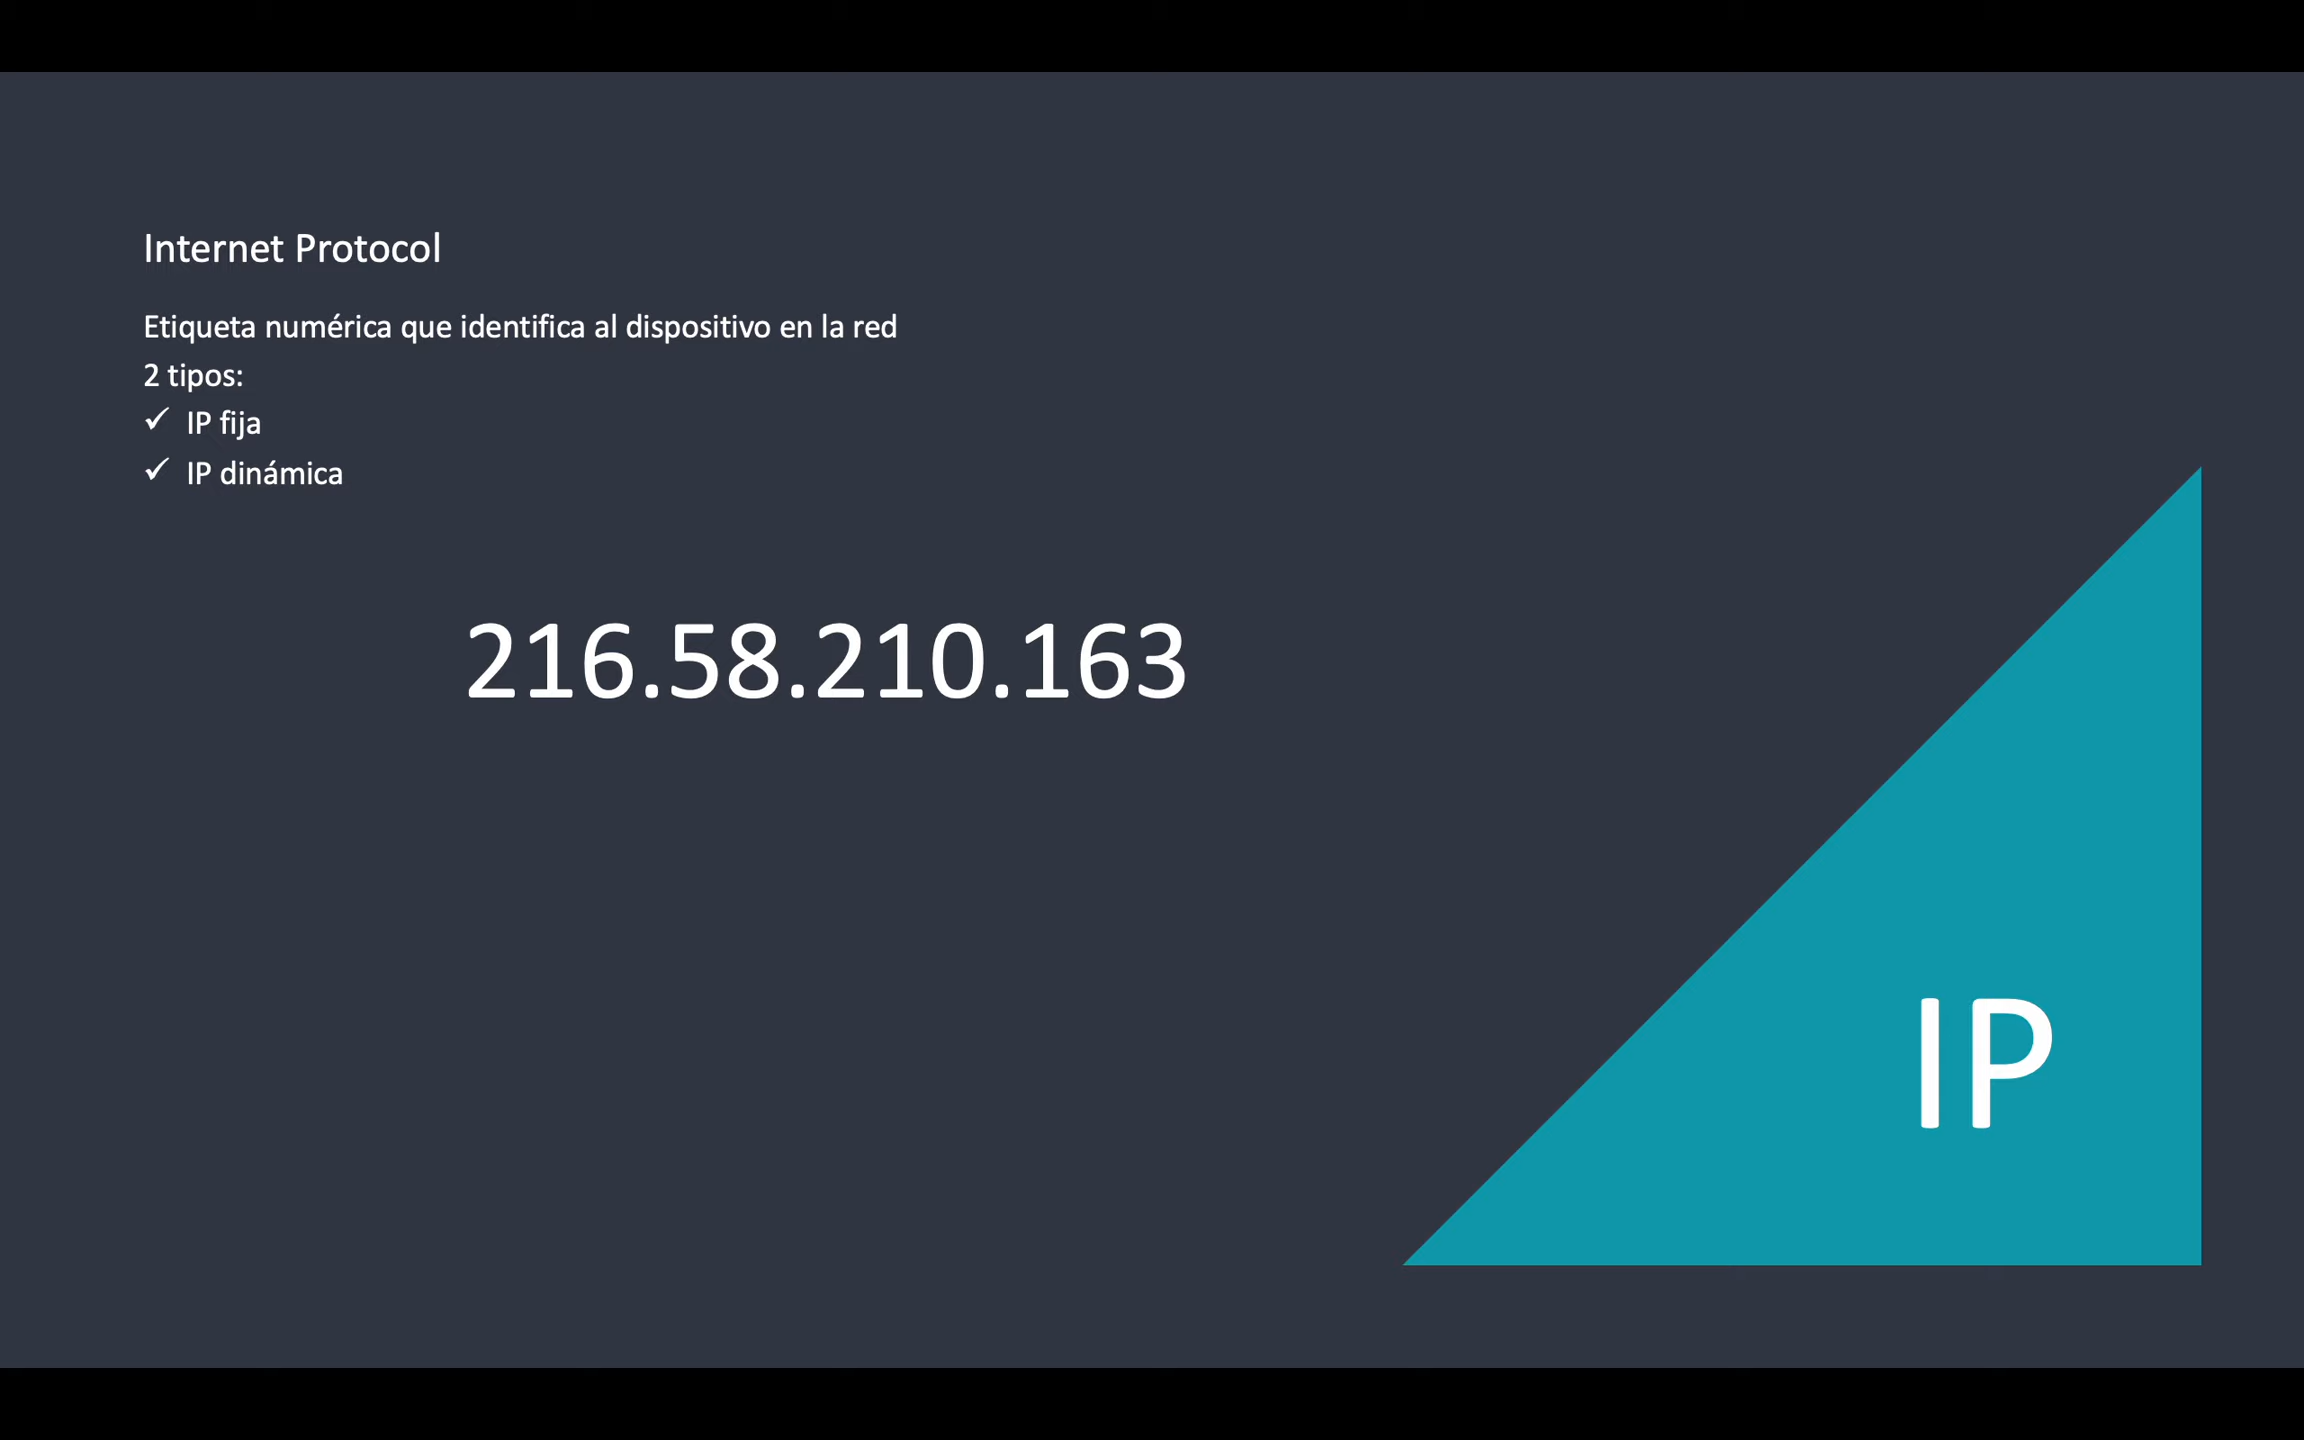 Internet Protocol
Etiqueta numérica que identifica al dispositivo en la red
2 tipos:
✓ IP fija
✓ IP dinámica
216.58.210.163
IP